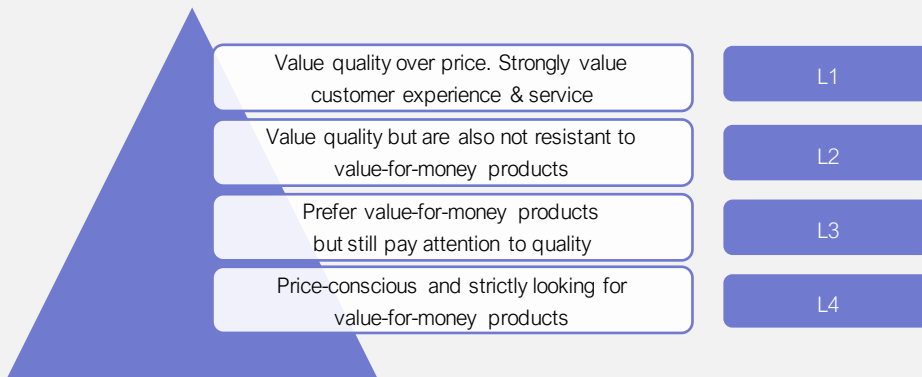 Value quality over price. Strongly value
customer experience & service
L1
Value quality but are also not resistant to
value-for-money products
L2
Prefer value-for-money products
but still pay attention to quality
L3
Price-conscious and strictly looking for
value-for-money products
L4